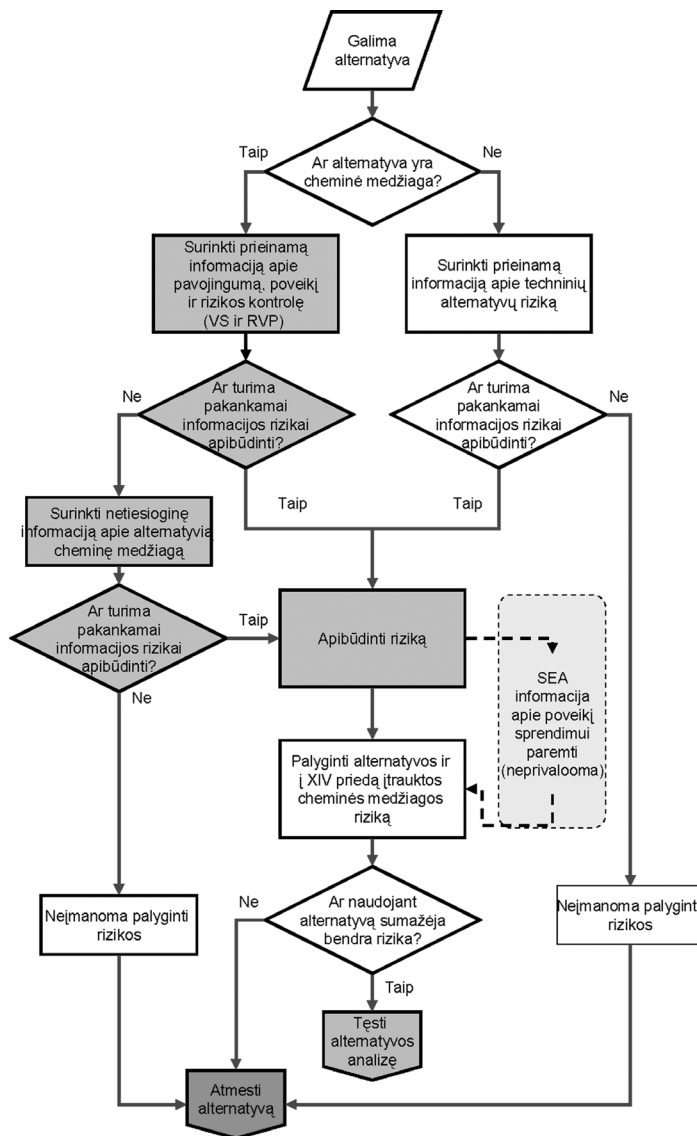 Galima
alternatyva
Taip
Ne
Ar alternatyva yra
cheminė medžiaga?
Surinkti prieinamą
informaciją apie
pavojingumą, poveikį
ir rizikos kontrolę
(VS ir RVP)
Surinkti prieinamą
informaciją apie techninių
alternatyvų riziką
Ne
Ar turima
pakankamai
informacijos rizikai
apibūdinti?
Ar turima
pakankamai
informacijos rizikai
apibūdinti?
Ne
Surinkti netiesioginę
informaciją apie alternatyvią
cheminę medžiagą
Taip
Taip
Ar turima
pakankamai
informacijos rizikai
apibūdinti?
Taip
Apibūdinti riziką
Ne
SEA
informacija
apie poveikį
sprendimui
paremti
(neprivalooma)
Palyginti alternatyvos ir
į XIV priedą įtrauktos
cheminės medžiagos
riziką
Neįmanoma palyginti
rizikos
Ne
Ar naudojant
alternatyvą sumažėja
bendra rizika?
Neįmanoma palyginti
rizikos
Taip
Tęsti
alternatyvos
analizę
Atmesti
alternatyvą